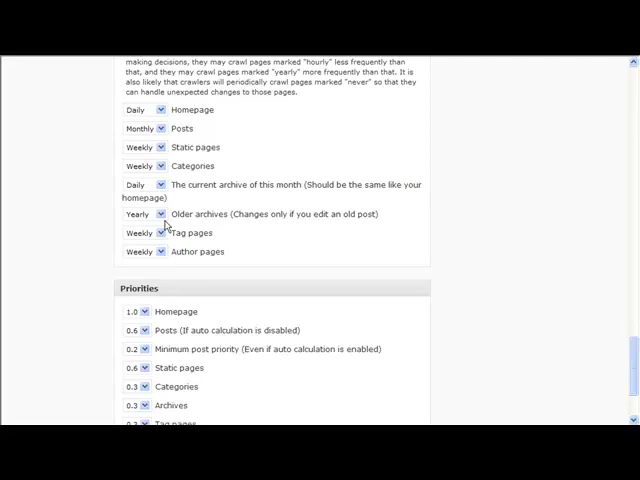 making decisions, they may crawl pages marked "hourly" less frequently than
that, and they may crawl pages marked "yearly" more frequently than that. It is
also likely that crawlers will periodically crawl pages marked "never" so that they
can handle unexpected changes to those pages.
Daily Homepage
Monthly Posts
Weekly Static pages
Weekly Categories
Daily The current archive of this month (Should be the same like your
homepage)
Yearly Older archives (Changes only if you edit an old post)
Weekly Tag pages
Weekly Author pages
Priorities
1.0 Homepage
0.6 Posts (If auto calculation is disabled)
0.2 Minimum post priority (Even if auto calculation is enabled)
0.6 Static pages
0.3 Categories
0.3 Archives
Tag pages